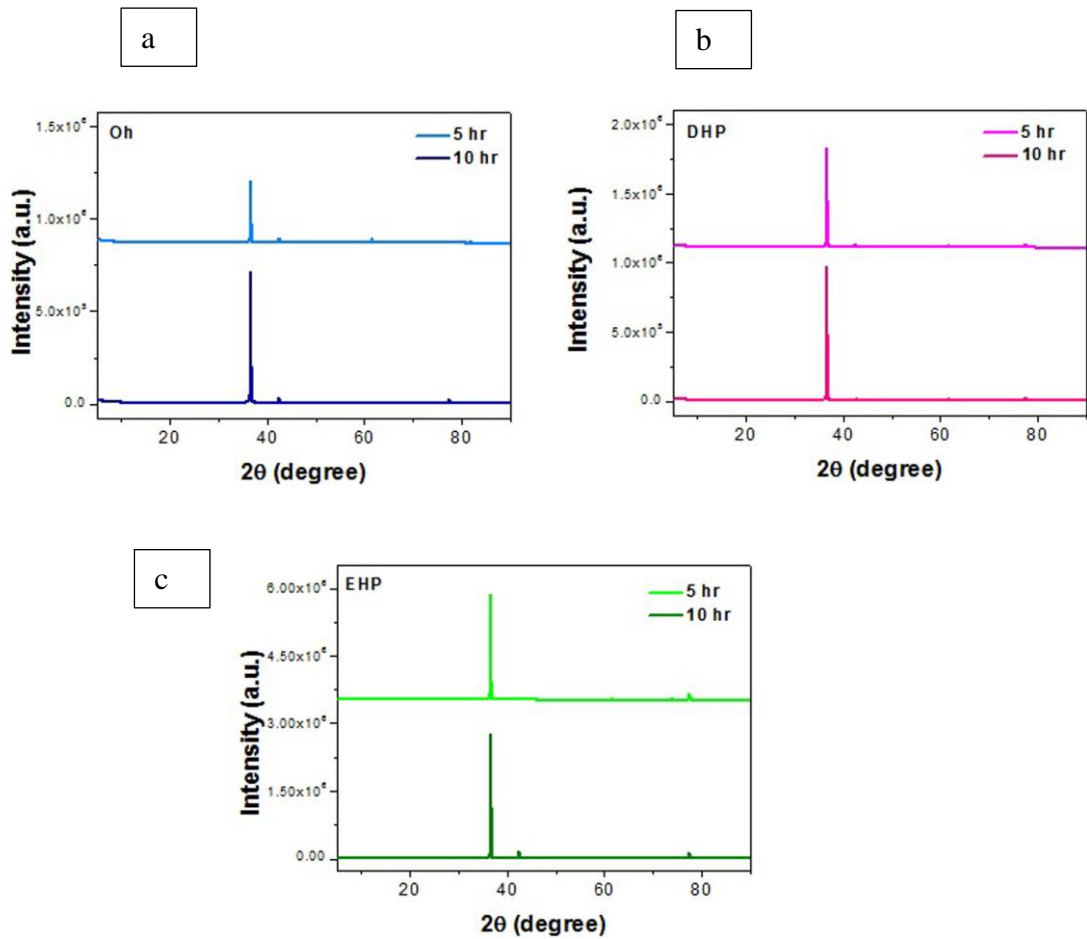 a
b
Oh
5 hr
10 hr
1.5x10⁶
1.0x10⁶
5.0x10⁵
0.0
Intensity (a.u.)
20 40 60 80
2θ (degree)
DHP
5 hr
10 hr
2.0x10⁶
1.5x10⁶
1.0x10⁶
5.0x10⁵
0.0
Intensity (a.u.)
20 40 60 80
2θ (degree)
c
EHP
5 hr
10 hr
6.00x10⁶
4.50x10⁶
3.00x10⁶
1.50x10⁶
0.00
Intensity (a.u.)
20 40 60 80
2θ (degree)